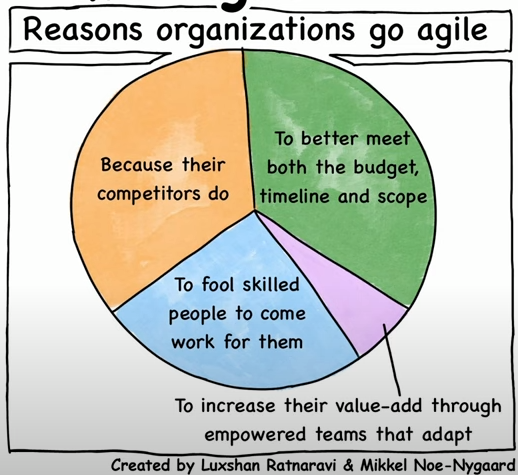 Reasons organizations go agile
To better meet
both the budget,
timeline and scope
Because their
competitors do
To fool skilled
people to come
work for them
To increase their value-add through
empowered teams that adapt
Created by Luxshan Ratnaravi & Mikkel Noe-Nygaard